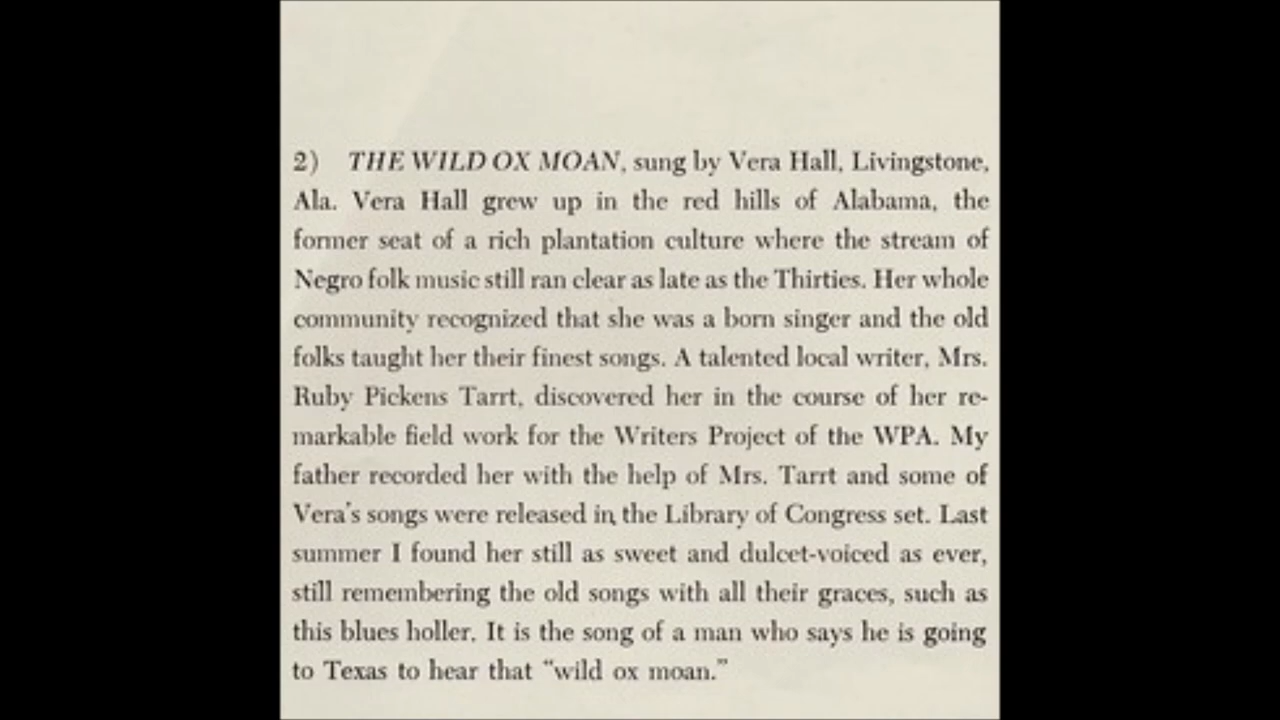 2) THE WILD OX MOAN, sung by Vera Hall, Livingstone,
Ala. Vera Hall grew up in the red hills of Alabama, the
former seat of a rich plantation culture where the stream of
Negro folk music still ran clear as late as the Thirties. Her whole
community recognized that she was a born singer and the old
folks taught her their finest songs. A talented local writer, Mrs.
Ruby Pickens Tarrt, discovered her in the course of her re-
markable field work for the Writers Project of the WPA. My
father recorded her with the help of Mrs. Tarrt and some of
Vera's songs were released in the Library of Congress set. Last
summer I found her still as sweet and dulcet-voiced as ever,
still remembering the old songs with all their graces, such as
this blues holler. It is the song of a man who says he is going
to Texas to hear that “wild ox moan.”